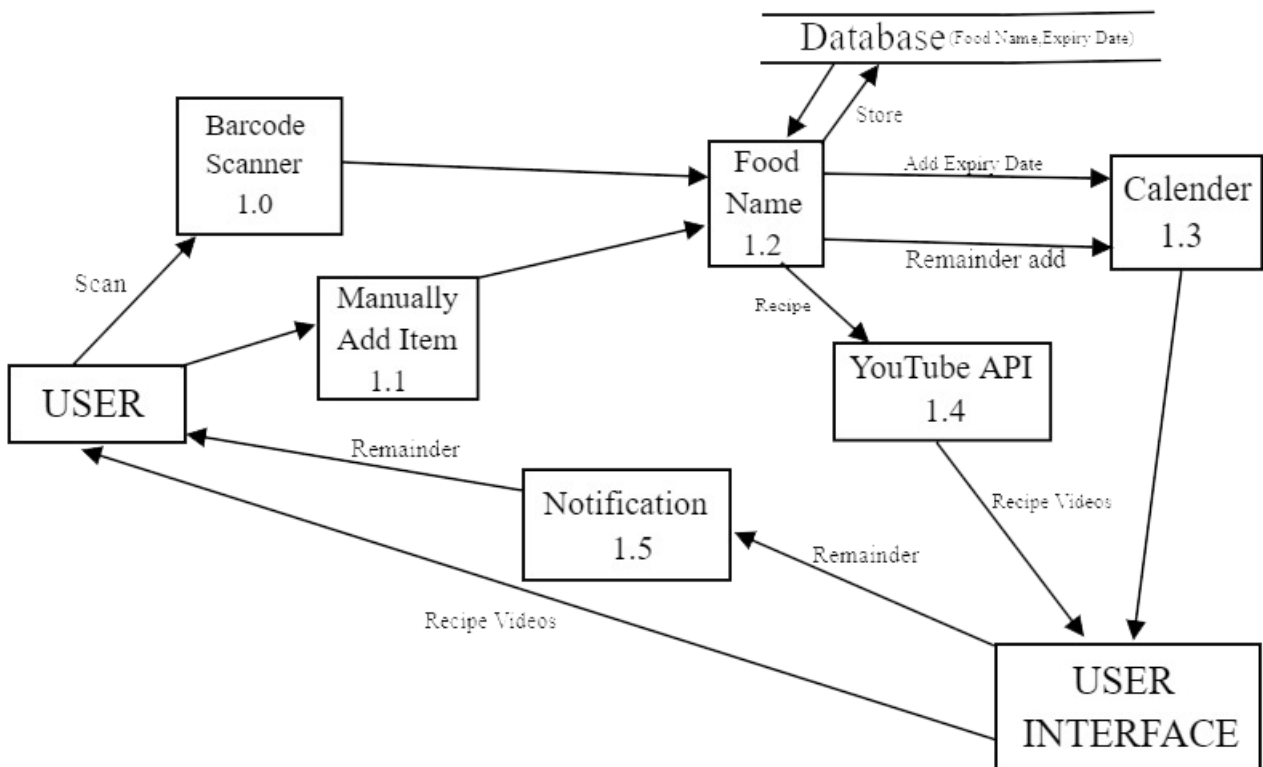 Database (Food Name,Expiry Date)
Barcode
Scanner
1.0
Store
Food
Name
1.2
Add Expiry Date
Calender
1.3
Remainder add
Scan
Manually
Add Item
1.1
Recipe
YouTube API
1.4
USER
Remainder
Notification
1.5
Recipe Videos
Remainder
Recipe Videos
USER
INTERFACE